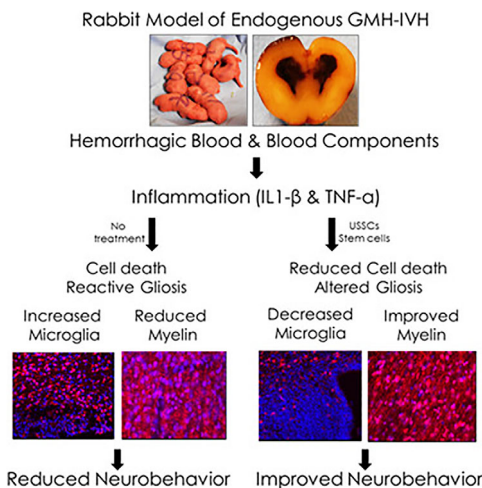 Rabbit Model of Endogenous GMH-IVH
Hemorrhagic Blood & Blood Components
Inflammation (IL1-β & TNF-α)
No
treatment
USSCs
Stem cells
Cell death
Reactive Gliosis
Reduced Cell death
Altered Gliosis
Increased
Microglia
Reduced
Myelin
Decreased
Microglia
Improved
Myelin
Reduced Neurobehavior
Improved Neurobehavior